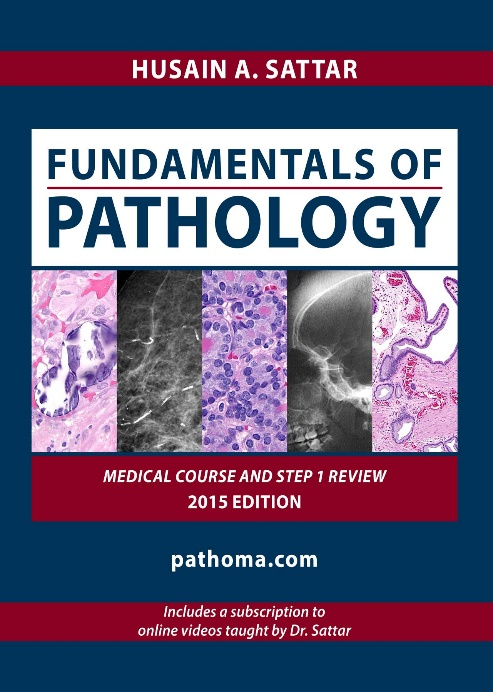 HUSAIN A. SATTAR
FUNDAMENTALS OF
PATHOLOGY
MEDICAL COURSE AND STEP 1 REVIEW
2015 EDITION
pathoma.com
Includes a subscription to
online videos taught by Dr. Sattar